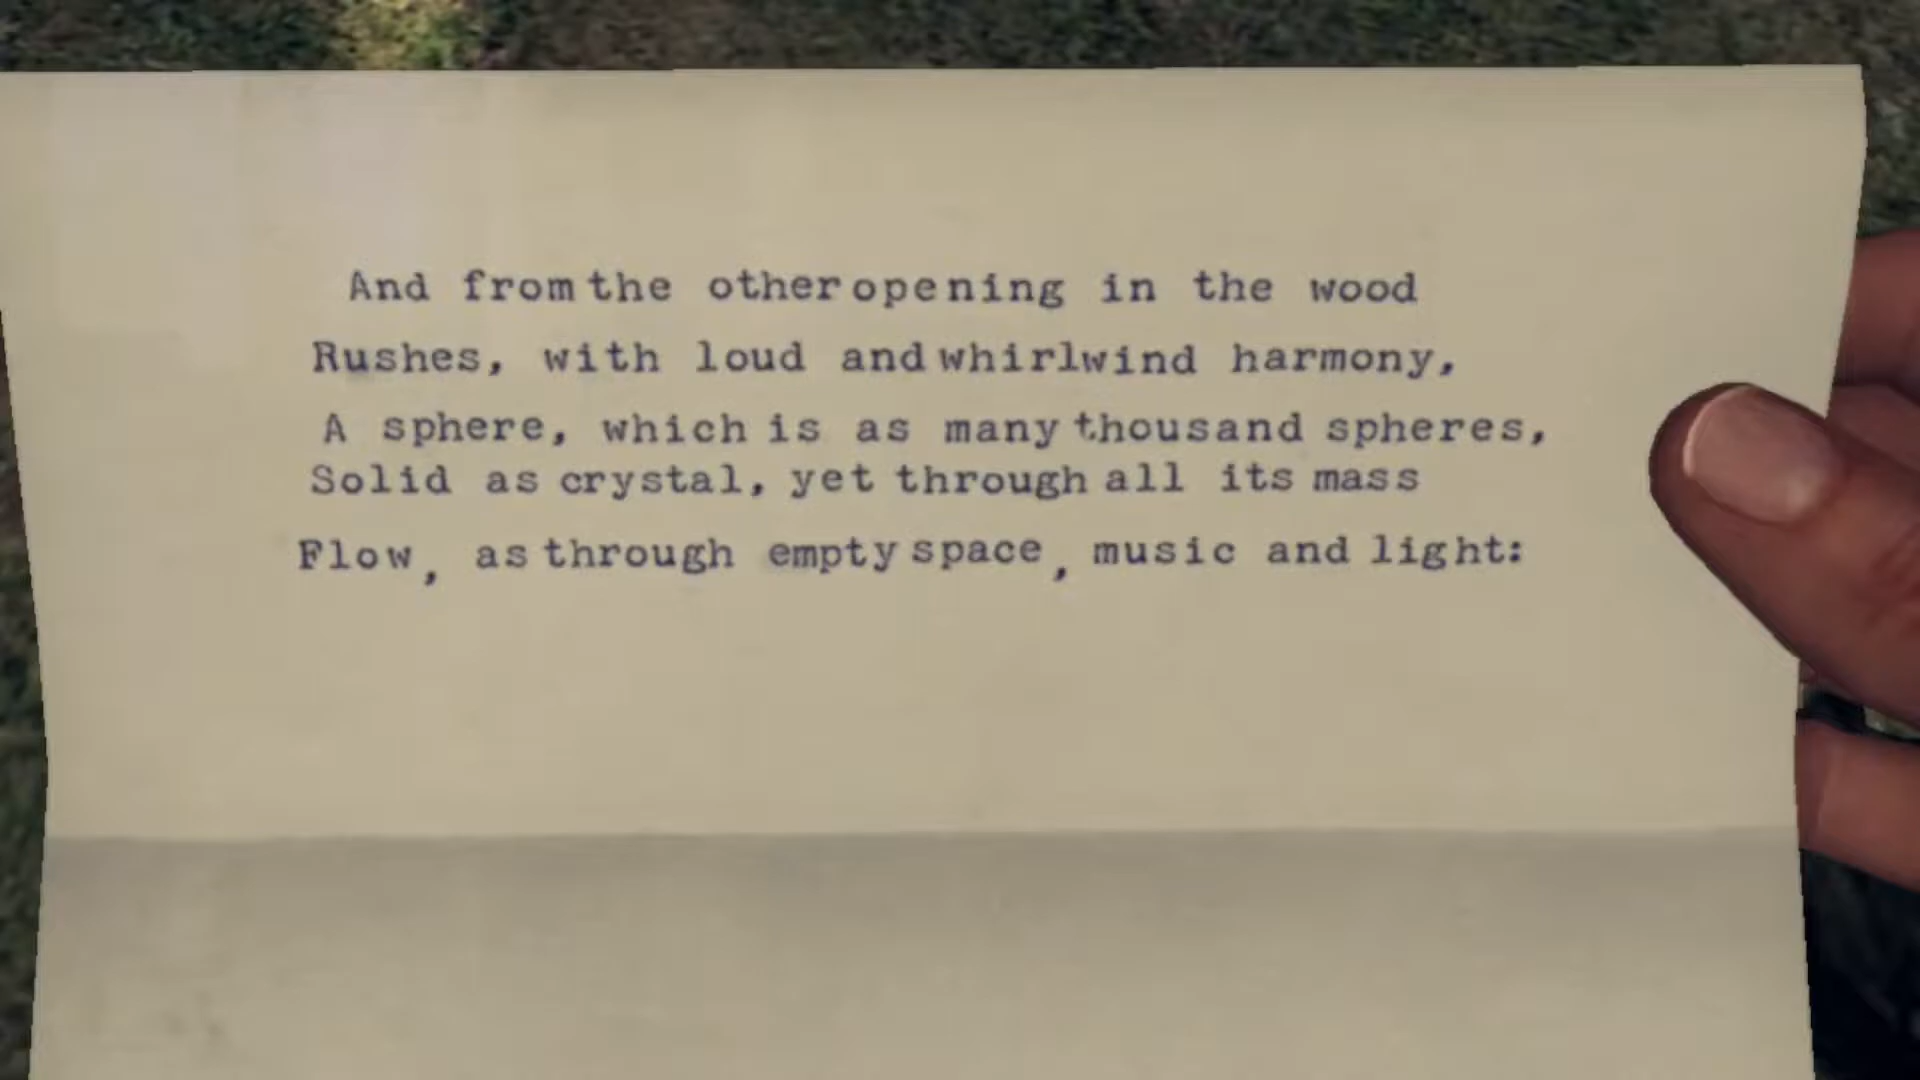 And from the other opening in the wood
Rushes, with loud and whirlwind harmony,
A sphere, which is as many thousand spheres,
Solid as crystal, yet through all its mass
Flow, as through empty space, music and light: